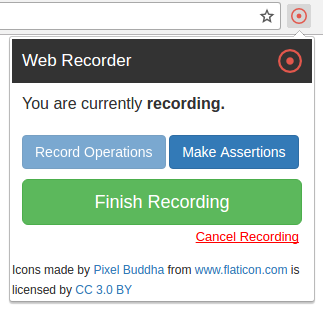 Web Recorder
You are currently recording.
Record Operations Make Assertions
Finish Recording
Cancel Recording
Icons made by Pixel Buddha from www.flaticon.com is
licensed by CC 3.0 BY